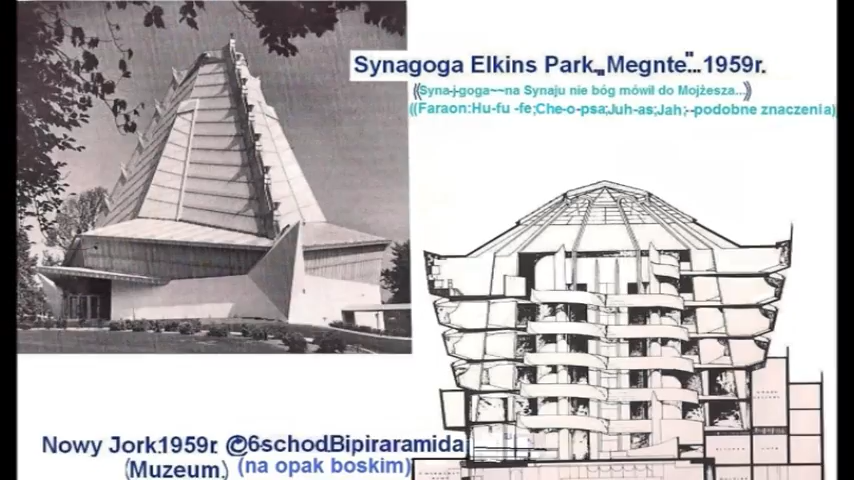 Synagoga Elkins Park „Megnte"... 1959r.
((Syna-j-goga~~na Synaju nie bóg mówił do Mojżesza...))
((Faraon:Hu-fu -fe;Che-o-psa;Juh-as;Jah; -podobne znaczenia)
Nowy Jork1959r. ©6schodBipiraramida
(Muzeum.) (na opak boskim)